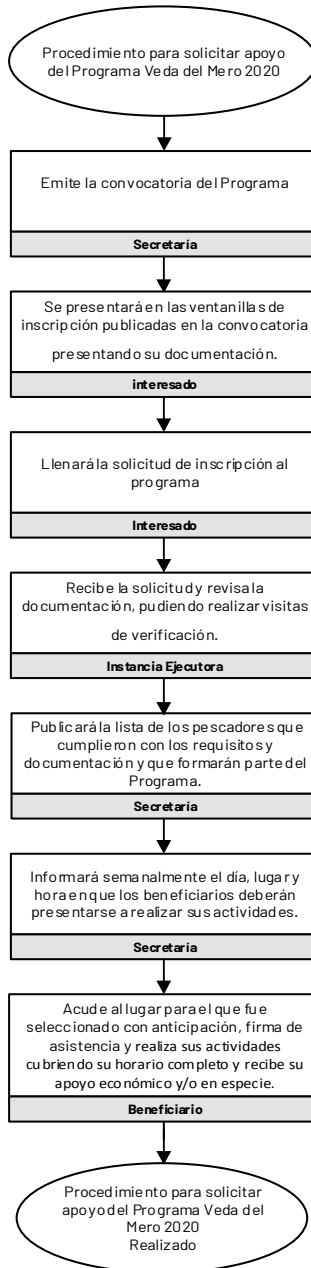 Procedimiento para solicitar apoyo
del Programa Veda del Mero 2020
Emite la convocatoria del Programa
Secretaría
Se presentará en las ventanillas de
inscripción publicadas en la convocatoria
presentando su documentación.
interesado
Llenará la solicitud de inscripción al
programa
Interesado
Recibe la solicitud y revisa la
documentación, pudiendo realizar visitas
de verificación.
Instancia Ejecutora
Publicará la lista de los pescadores que
cumplieron con los requisitos y
documentación y que formarán parte del
Programa.
Secretaría
Informará semanalmente el día, lugar y
hora en que los beneficiarios deberán
presentarse a realizar sus actividades.
Secretaría
Acude al lugar para el que fue
seleccionado con anticipación, firma de
asistencia y realiza sus actividades
cubriendo su horario completo y recibe su
apoyo económico y/o en especie.
Beneficiario
Procedimiento para solicitar
apoyo del Programa Veda del
Mero 2020
Realizado